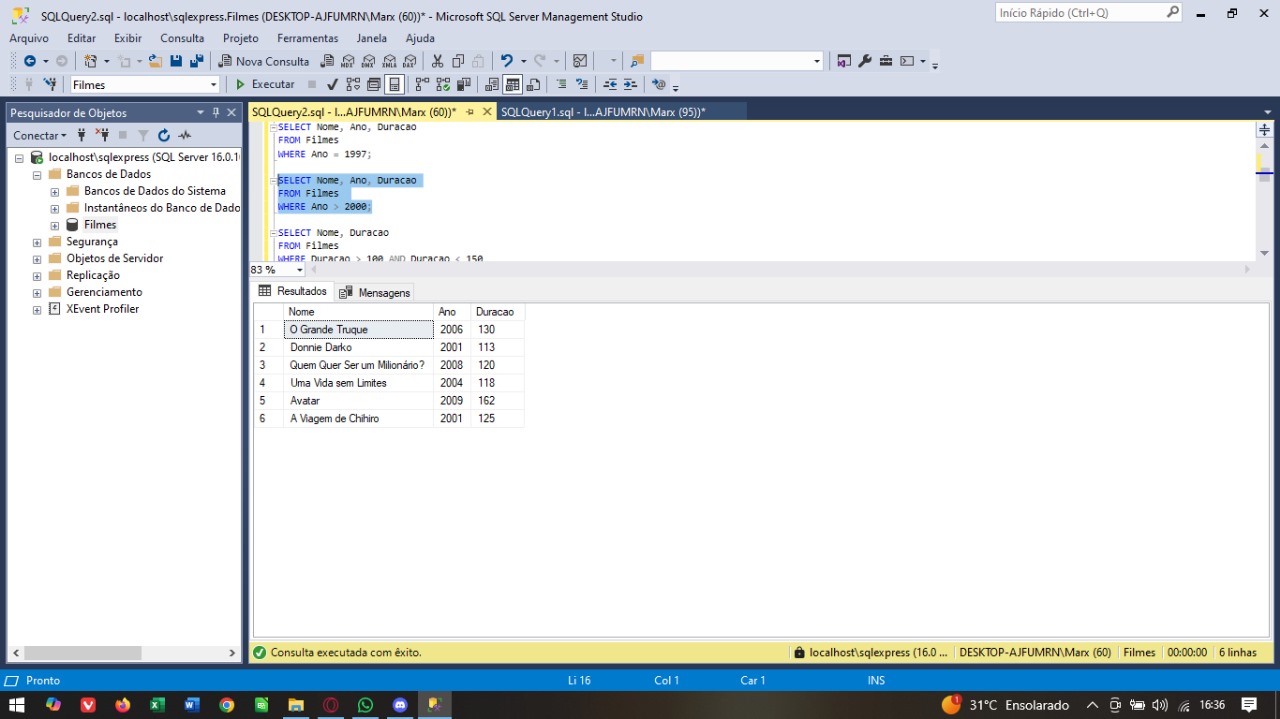 SQLQuery2.sql - localhost\sqlexpress.Filmes (DESKTOP-AJFUMRN\Marx (60))* - Microsoft SQL Server Management Studio
Início Rápido (Ctrl+Q)
Arquivo Editar Exibir Consulta Projeto Ferramentas Janela Ajuda
Nova Consulta
Filmes
Executar
Pesquisador de Objetos
SQLQuery2.sql - l...AJFUMRN\Marx (60))*
SQLQuery1.sql - l...AJFUMRN\Marx (95))*
Conectar
localhost\sqlexpress (SQL Server 16.0.1
Bancos de Dados
Bancos de Dados do Sistema
Instantâneos do Banco de Dado
Filmes
Segurança
Objetos de Servidor
Replicação
Gerenciamento
XEvent Profiler
SELECT Nome, Ano, Duracao
FROM Filmes
WHERE Ano = 1997;
SELECT Nome, Ano, Duracao
FROM Filmes
WHERE Ano > 2000;
SELECT Nome, Duracao
FROM Filmes
WHERE Duracao > 100 AND Duracao < 150
83 %
Resultados Mensagens
Nome Ano Duracao
1 O Grande Truque 2006 130
2 Donnie Darko 2001 113
3 Quem Quer Ser um Milionário? 2008 120
4 Uma Vida sem Limites 2004 118
5 Avatar 2009 162
6 A Viagem de Chihiro 2001 125
Consulta executada com êxito.
localhost\sqlexpress (16.0 ... DESKTOP-AJFUMRN\Marx (60) Filmes 00:00:00 6 linhas
Pronto Li 16 Col 1 Car 1 INS
1 31°C Ensolarado 16:36